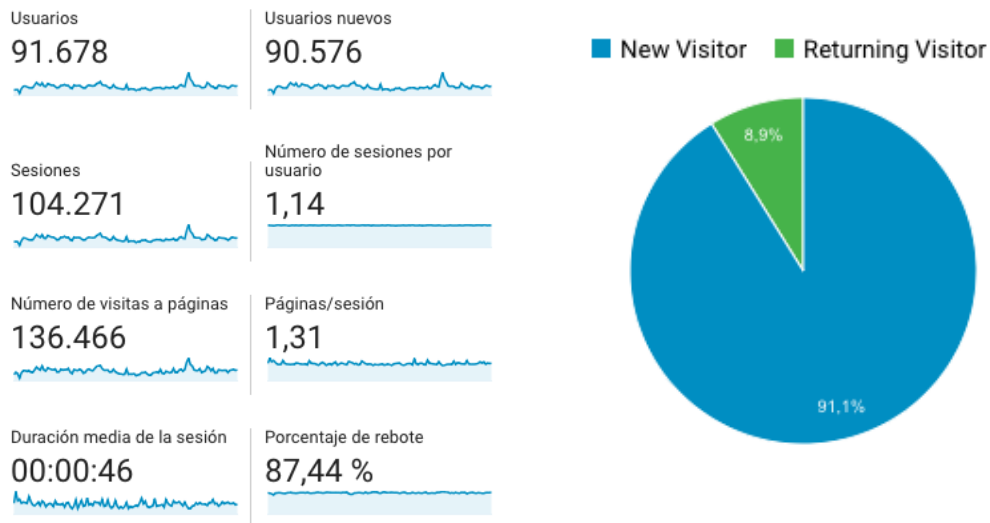 Usuarios
91.678
Usuarios nuevos
90.576
Sesiones
104.271
Número de sesiones por
usuario
1,14
Número de visitas a páginas
136.466
Páginas/sesión
1,31
Duración media de la sesión
00:00:46
Porcentaje de rebote
87,44 %
New Visitor
Returning Visitor
8,9%
91,1%